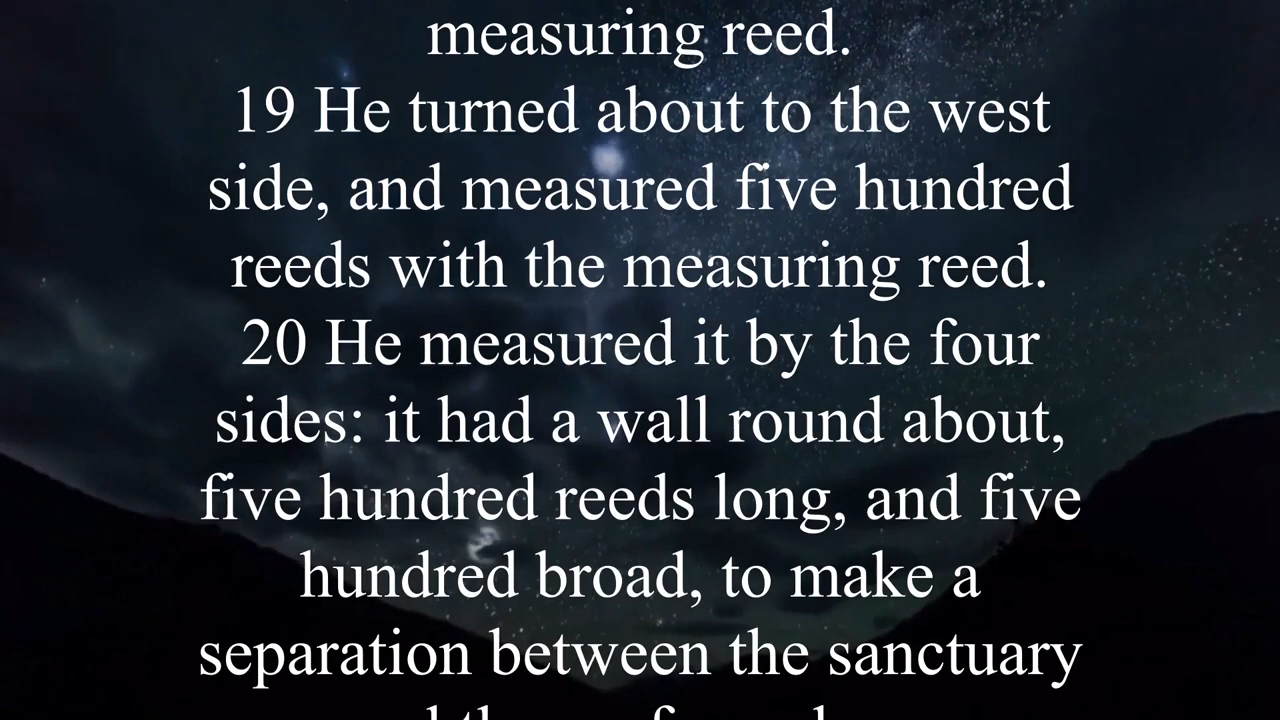 measuring reed.
19 He turned about to the west
side, and measured five hundred
reeds with the measuring reed.
20 He measured it by the four
sides: it had a wall round about,
five hundred reeds long, and five
hundred broad, to make a
separation between the sanctuary